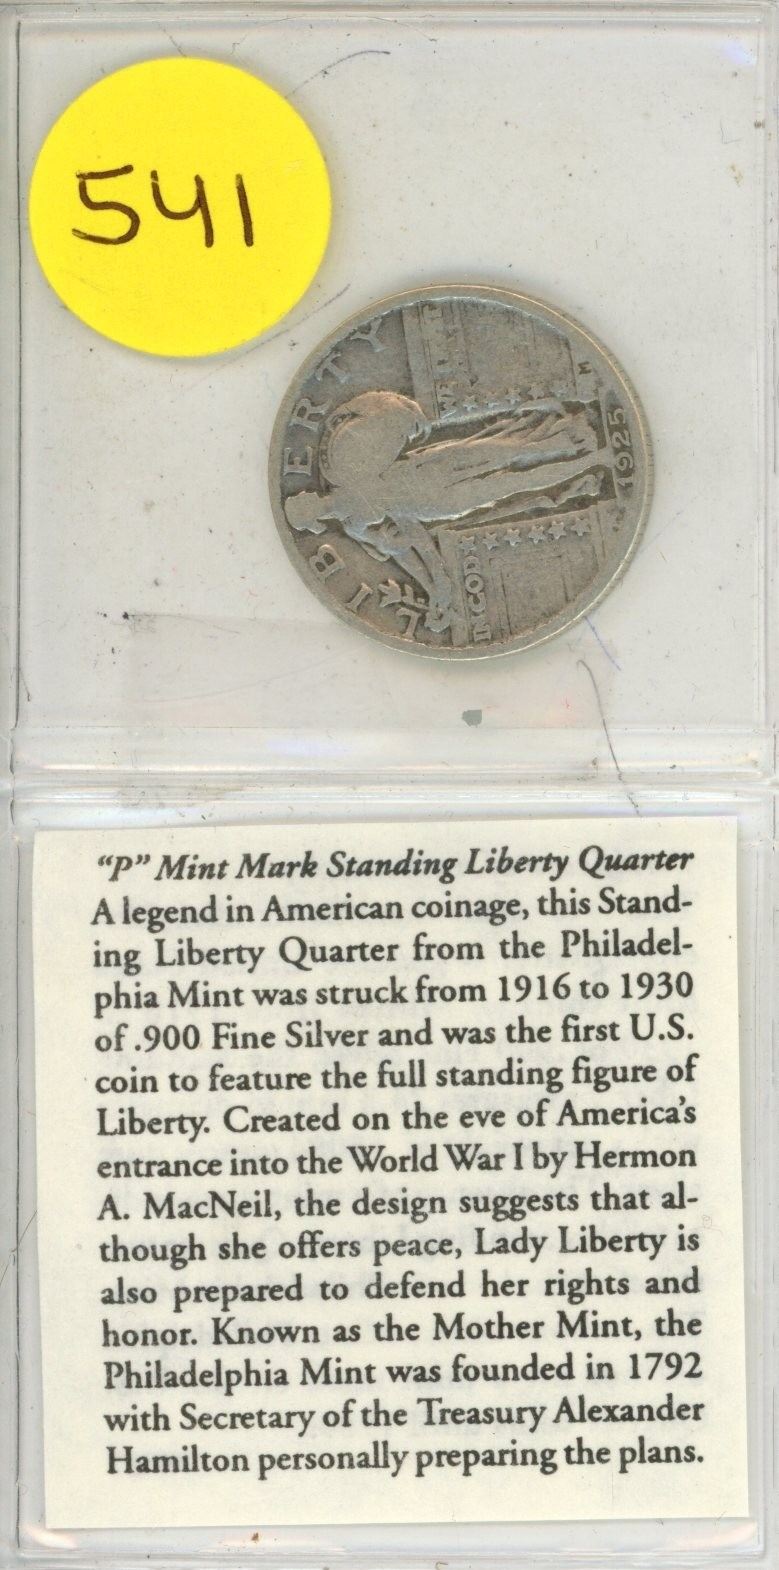 541
LIBERTY
WE
IN GOD
M
1925
“P” Mint Mark Standing Liberty Quarter
A legend in American coinage, this Stand-
ing Liberty Quarter from the Philadel-
phia Mint was struck from 1916 to 1930
of .900 Fine Silver and was the first U.S.
coin to feature the full standing figure of
Liberty. Created on the eve of America’s
entrance into the World War I by Hermon
A. MacNeil, the design suggests that al-
though she offers peace, Lady Liberty is
also prepared to defend her rights and
honor. Known as the Mother Mint, the
Philadelphia Mint was founded in 1792
with Secretary of the Treasury Alexander
Hamilton personally preparing the plans.